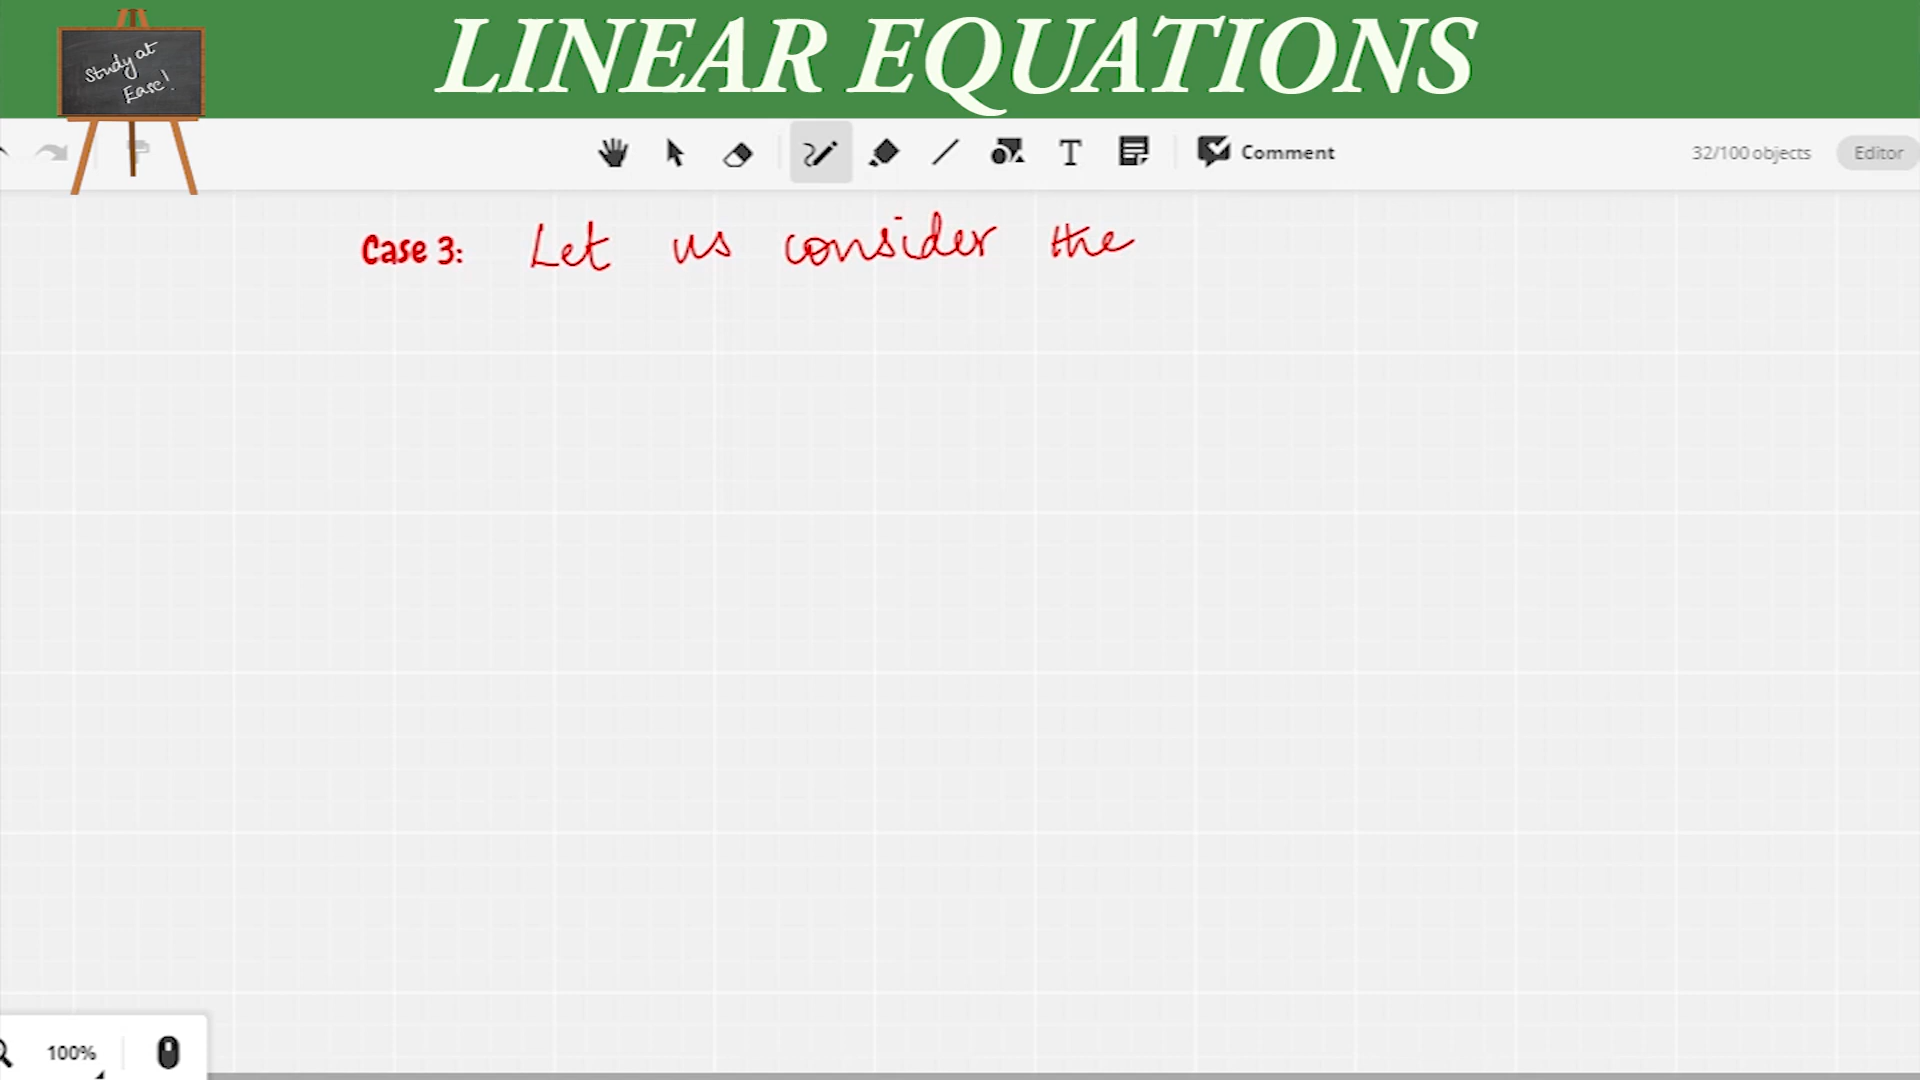 LINEAR EQUATIONS
Study at
Ease!
T
Comment
32/100 objects
Editor
Case 3: Let us consider the
100%